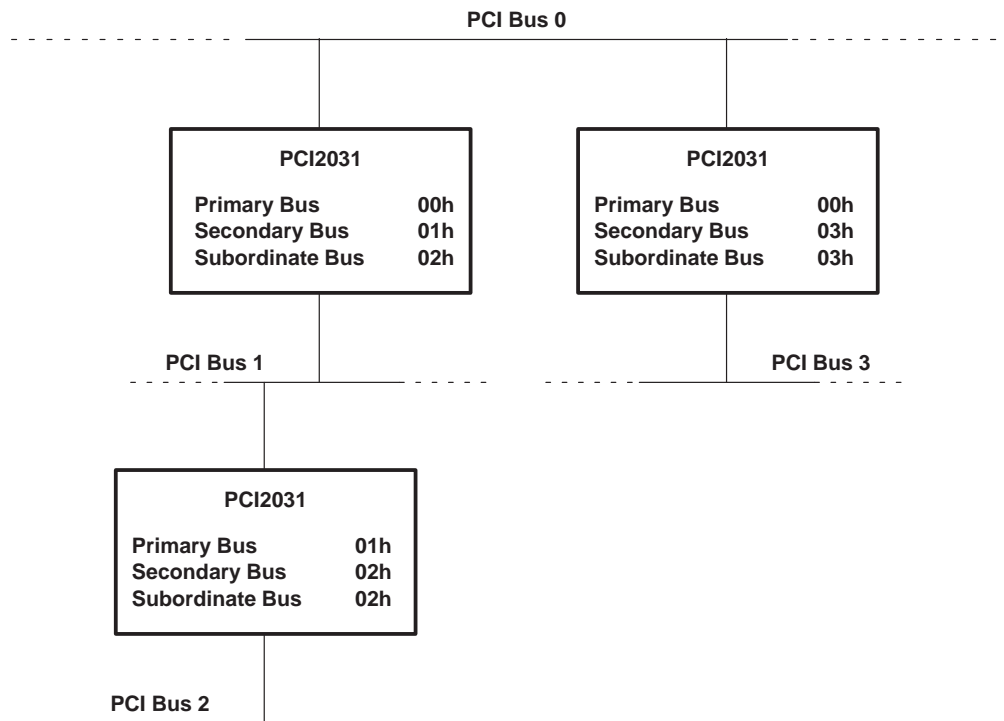 PCI Bus 0
PCI2031
Primary Bus 00h
Secondary Bus 01h
Subordinate Bus 02h
PCI2031
Primary Bus 00h
Secondary Bus 03h
Subordinate Bus 03h
PCI Bus 1
PCI Bus 3
PCI2031
Primary Bus 01h
Secondary Bus 02h
Subordinate Bus 02h
PCI Bus 2